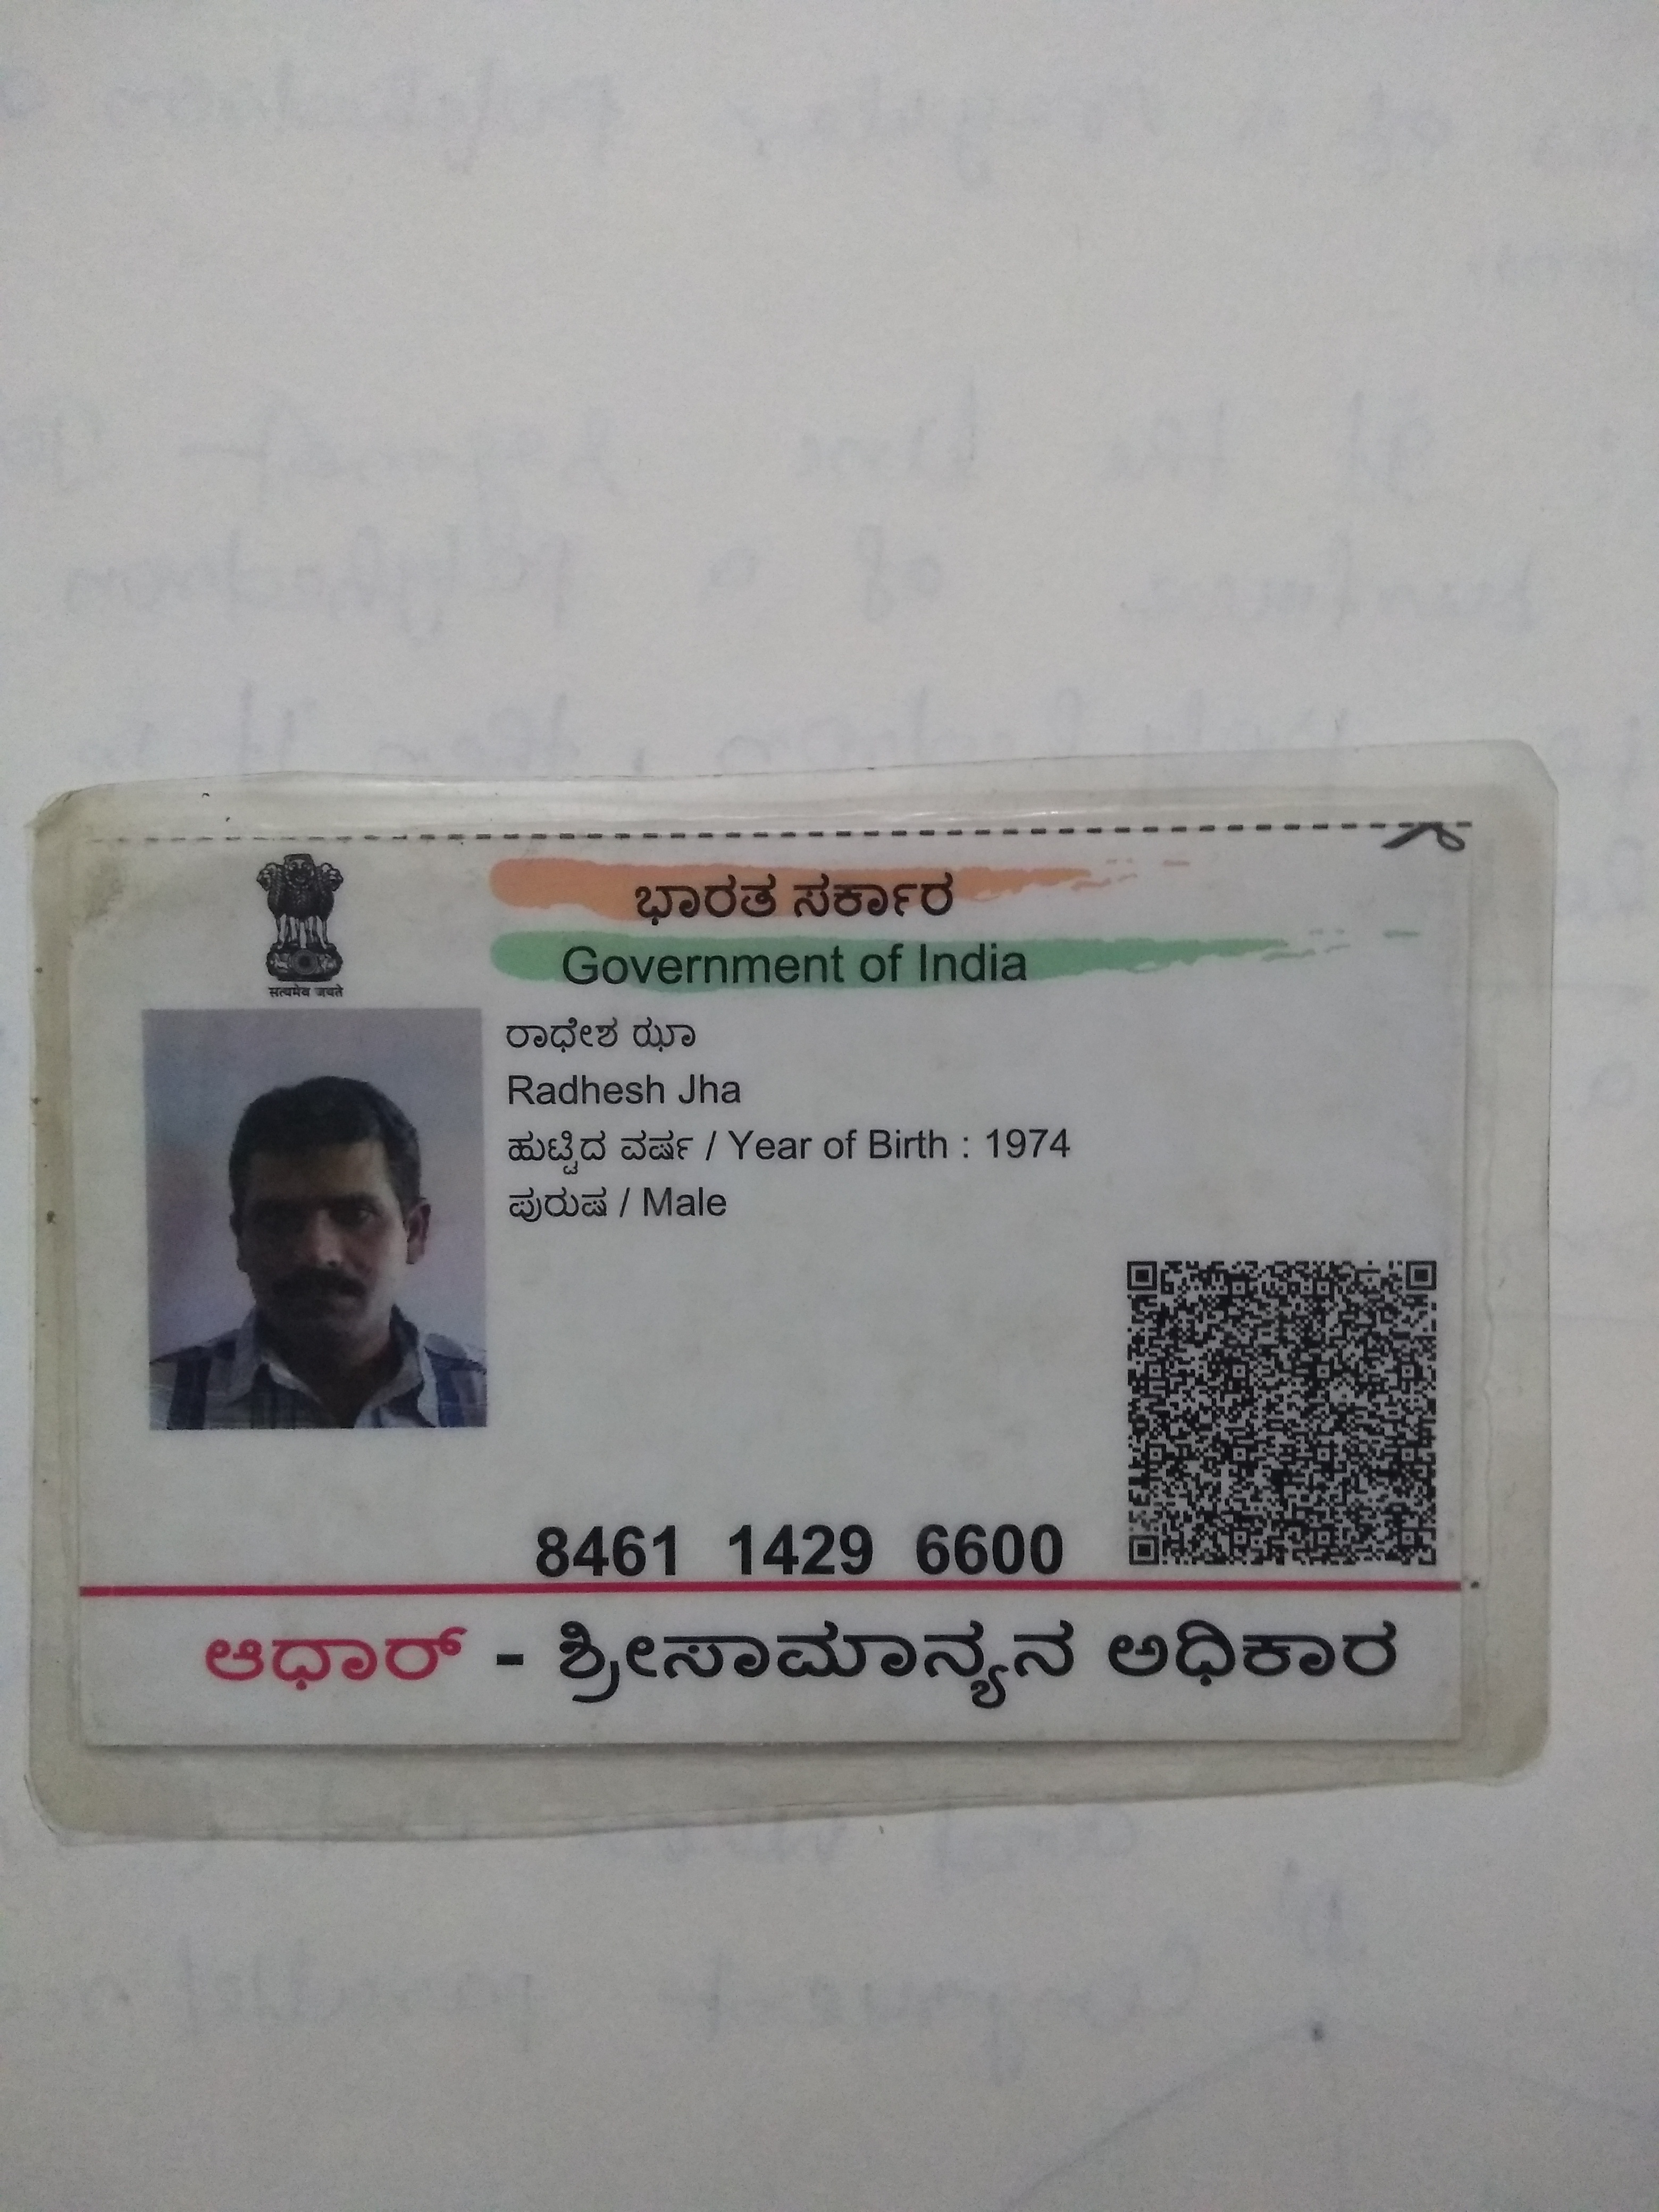 ಭಾರತ ಸರ್ಕಾರ
Government of India
सत्यमेव जयते
ರಾಧೇಶ ಝಾ
Radhesh Jha
ಹುಟ್ಟಿದ ವರ್ಷ / Year of Birth : 1974
ಪುರುಷ / Male
8461 1429 6600
ಆಧಾರ್ - ಶ್ರೀಸಾಮಾನ್ಯನ ಅಧಿಕಾರ